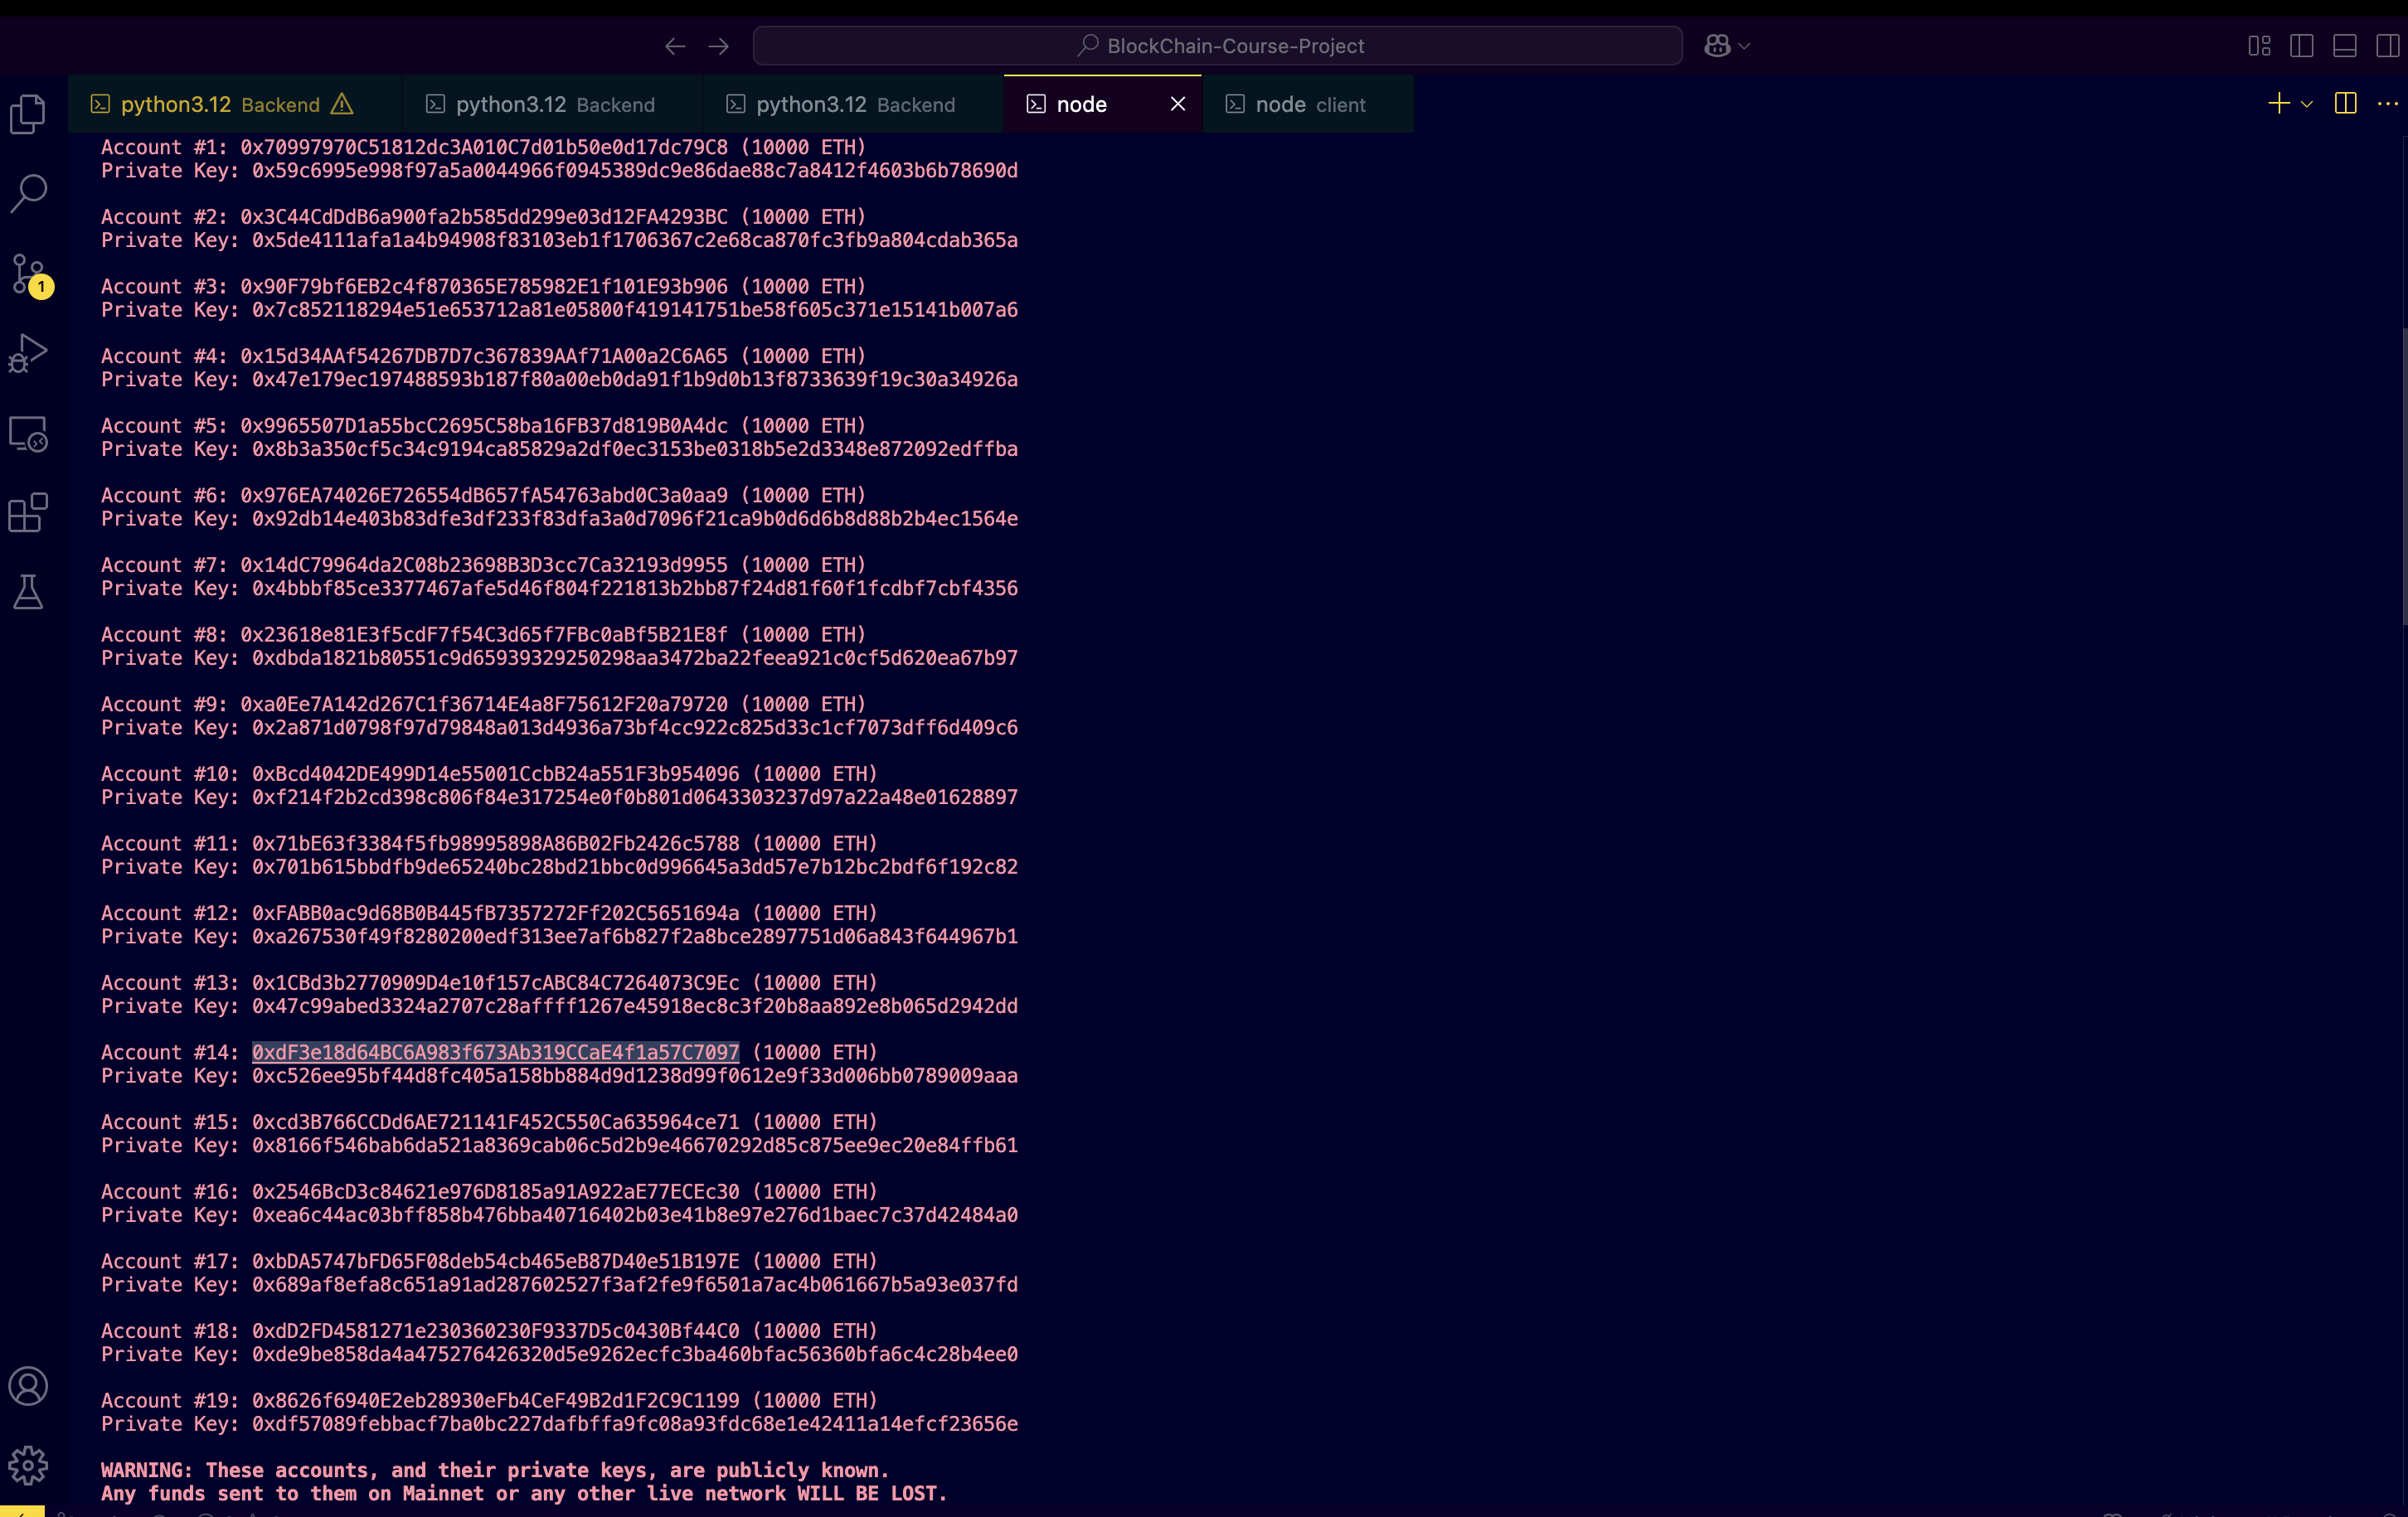 BlockChain-Course-Project
python3.12 Backend
python3.12 Backend
python3.12 Backend
node
node client
1
Account #1: 0x70997970C51812dc3A010C7d01b50e0d17dc79C8 (10000 ETH)
Private Key: 0x59c6995e998f97a5a0044966f0945389dc9e86dae88c7a8412f4603b6b78690d
Account #2: 0x3C44CdDdB6a900fa2b585dd299e03d12FA4293BC (10000 ETH)
Private Key: 0x5de4111afa1a4b94908f83103eb1f1706367c2e68ca870fc3fb9a804cdab365a
Account #3: 0x90F79bf6EB2c4f870365E785982E1f101E93b906 (10000 ETH)
Private Key: 0x7c852118294e51e653712a81e05800f419141751be58f605c371e15141b007a6
Account #4: 0x15d34AAf54267DB7D7c367839AAf71A00a2C6A65 (10000 ETH)
Private Key: 0x47e179ec197488593b187f80a00eb0da91f1b9d0b13f8733639f19c30a34926a
Account #5: 0x9965507D1a55bcC2695C58ba16FB37d819B0A4dc (10000 ETH)
Private Key: 0x8b3a350cf5c34c9194ca85829a2df0ec3153be0318b5e2d3348e872092edffba
Account #6: 0x976EA74026E726554dB657fA54763abd0C3a0aa9 (10000 ETH)
Private Key: 0x92db14e403b83dfe3df233f83dfa3a0d7096f21ca9b0d6d6b8d88b2b4ec1564e
Account #7: 0x14dC79964da2C08b23698B3D3cc7Ca32193d9955 (10000 ETH)
Private Key: 0x4bbbf85ce3377467afe5d46f804f221813b2bb87f24d81f60f1fcdbf7cbf4356
Account #8: 0x23618e81E3f5cdF7f54C3d65f7FBc0aBf5B21E8f (10000 ETH)
Private Key: 0xdbda1821b80551c9d65939329250298aa3472ba22feea921c0cf5d620ea67b97
Account #9: 0xa0Ee7A142d267C1f36714E4a8F75612F20a79720 (10000 ETH)
Private Key: 0x2a871d0798f97d79848a013d4936a73bf4cc922c825d33c1cf7073dff6d409c6
Account #10: 0xBcd4042DE499D14e55001CcbB24a551F3b954096 (10000 ETH)
Private Key: 0xf214f2b2cd398c806f84e317254e0f0b801d0643303237d97a22a48e01628897
Account #11: 0x71bE63f3384f5fb98995898A86B02Fb2426c5788 (10000 ETH)
Private Key: 0x701b615bbdfb9de65240bc28bd21bbc0d996645a3dd57e7b12bc2bdf6f192c82
Account #12: 0xFABB0ac9d68B0B445fB7357272Ff202C5651694a (10000 ETH)
Private Key: 0xa267530f49f8280200edf313ee7af6b827f2a8bce2897751d06a843f644967b1
Account #13: 0x1CBd3b2770909D4e10f157cABC84C7264073C9Ec (10000 ETH)
Private Key: 0x47c99abed3324a2707c28affff1267e45918ec8c3f20b8aa892e8b065d2942dd
Account #14: 0xdF3e18d64BC6A983f673Ab319CCaE4f1a57C7097 (10000 ETH)
Private Key: 0xc526ee95bf44d8fc405a158bb884d9d1238d99f0612e9f33d006bb0789009aaa
Account #15: 0xcd3B766CCDd6AE721141F452C550Ca635964ce71 (10000 ETH)
Private Key: 0x8166f546bab6da521a8369cab06c5d2b9e46670292d85c875ee9ec20e84ffb61
Account #16: 0x2546BcD3c84621e976D8185a91A922aE77ECEc30 (10000 ETH)
Private Key: 0xea6c44ac03bff858b476bba40716402b03e41b8e97e276d1baec7c37d42484a0
Account #17: 0xbDA5747bFD65F08deb54cb465eB87D40e51B197E (10000 ETH)
Private Key: 0x689af8efa8c651a91ad287602527f3af2fe9f6501a7ac4b061667b5a93e037fd
Account #18: 0xdD2FD4581271e230360230F9337D5c0430Bf44C0 (10000 ETH)
Private Key: 0xde9be858da4a475276426320d5e9262ecfc3ba460bfac56360bfa6c4c28b4ee0
Account #19: 0x8626f6940E2eb28930eFb4CeF49B2d1F2C9C1199 (10000 ETH)
Private Key: 0xdf57089febbacf7ba0bc227dafbffa9fc08a93fdc68e1e42411a14efcf23656e
WARNING: These accounts, and their private keys, are publicly known.
Any funds sent to them on Mainnet or any other live network WILL BE LOST.